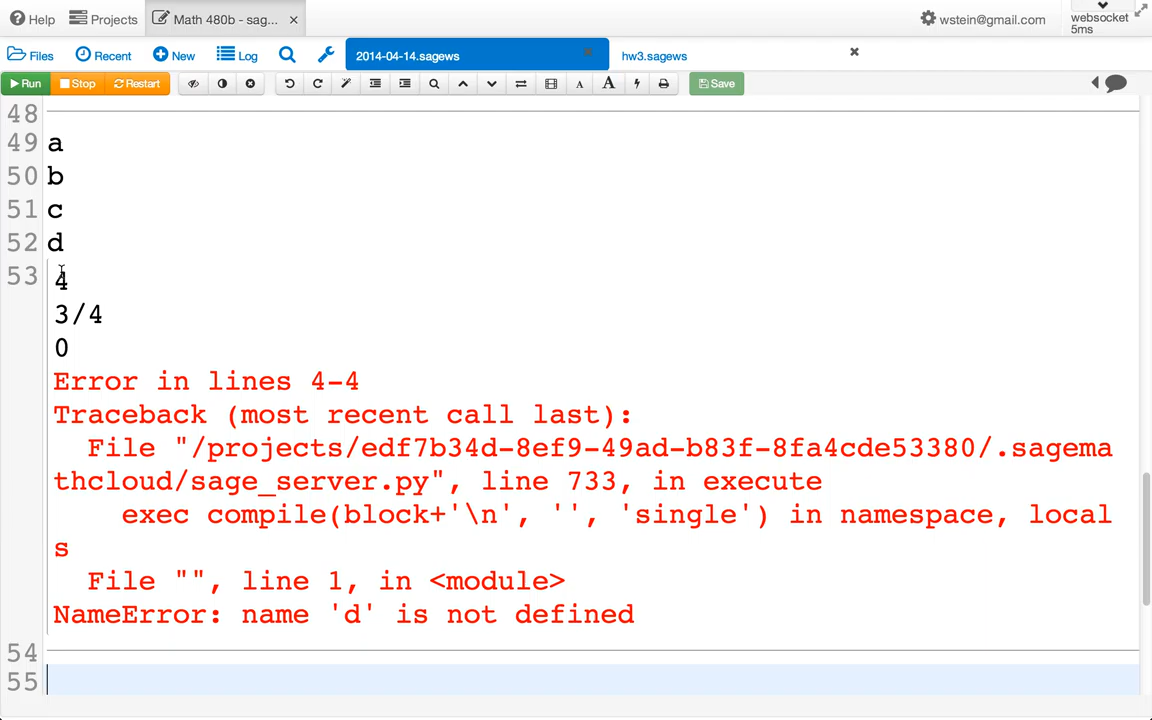 Help Projects Math 480b - sag... wstein@gmail.com websocket 5ms
Files Recent New Log 2014-04-14.sagews hw3.sagews
Run Stop Restart A A Save
48
49 a
50 b
51 c
52 d
53
4
3/4
0
Error in lines 4-4
Traceback (most recent call last):
File "/projects/edf7b34d-8ef9-49ad-b83f-8fa4cde53380/.sagema
thcloud/sage_server.py", line 733, in execute
exec compile(block+'\n', '', 'single') in namespace, local
s
File "", line 1, in <module>
NameError: name 'd' is not defined
54
55